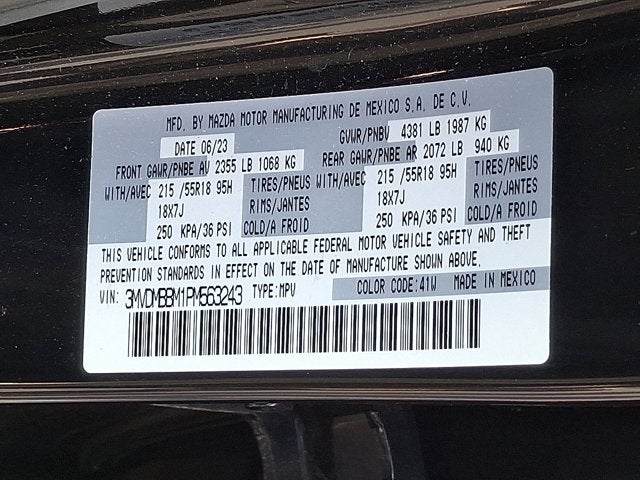 MFD. BY MAZDA MOTOR MANUFACTURING DE MEXICO S.A. DE C.V.
DATE 06/23 GVWR/PNBV 4381 LB 1987 KG
FRONT GAWR/PNBE AV 2355 LB 1068 KG REAR GAWR/PNBE AR 2072 LB 940 KG
WITH/AVEC 215 /55R18 95H TIRES/PNEUS WITH/AVEC 215 /55R18 95H TIRES/PNEUS
18X7J RIMS/JANTES 18X7J RIMS/JANTES
250 KPA/36 PSI COLD/A FROID 250 KPA/36 PSI COLD/A FROID
THIS VEHICLE CONFORMS TO ALL APPLICABLE FEDERAL MOTOR VEHICLE SAFETY AND THEFT
PREVENTION STANDARDS IN EFFECT ON THE DATE OF MANUFACTURE SHOWN ABOVE.
VIN: 3MVDMBBM1PM563243 TYPE:MPV COLOR CODE:41W MADE IN MEXICO